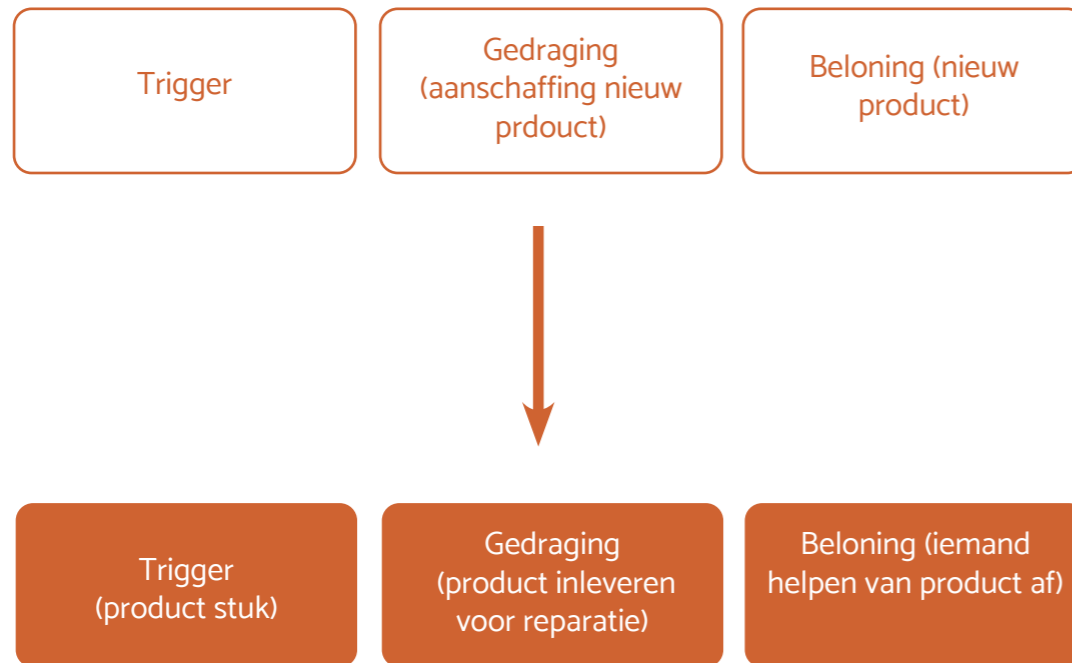 Trigger
Gedraging
(aanschaffing nieuw
prdouct)
Beloning (nieuw
product)
Trigger
(product stuk)
Gedraging
(product inleveren
voor reparatie)
Beloning (iemand
helpen van product af)